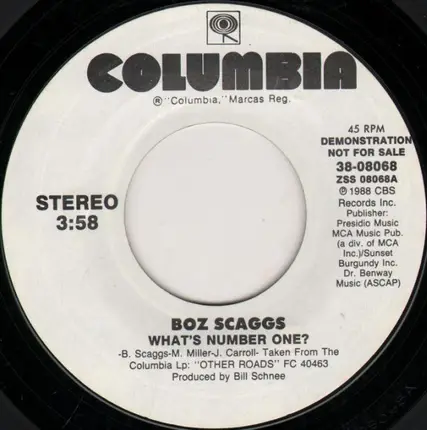 COLUMBIA
® "Columbia," Marcas Reg.
45 RPM
DEMONSTRATION
NOT FOR SALE
38-08068
ZSS 08068A
℗ 1988 CBS
Records Inc.
Publisher:
Presidio Music
MCA Music Pub.
(a div. of MCA
Inc.)/Sunset
Burgundy Inc.
Dr. Benway
Music (ASCAP)
STEREO
3:58
BOZ SCAGGS
WHAT'S NUMBER ONE?
-B. Scaggs-M. Miller-J. Carroll- Taken From The
Columbia Lp: "OTHER ROADS" FC 40463
Produced by Bill Schnee